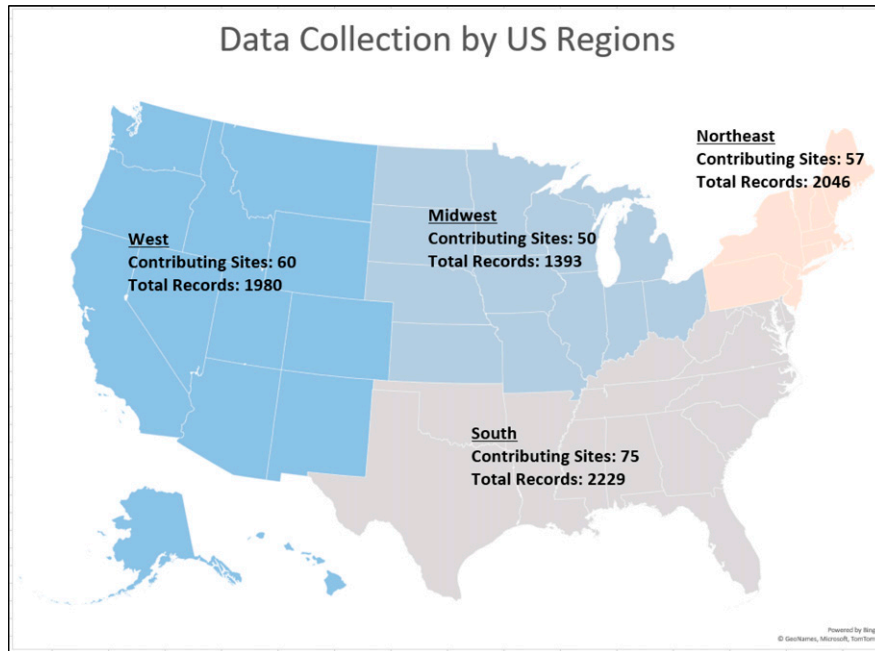 Data Collection by US Regions
Northeast
Contributing Sites: 57
Total Records: 2046
West
Contributing Sites: 60
Total Records: 1980
Midwest
Contributing Sites: 50
Total Records: 1393
South
Contributing Sites: 75
Total Records: 2229
Powered by Bing
© GeoNames, Microsoft, TomTom